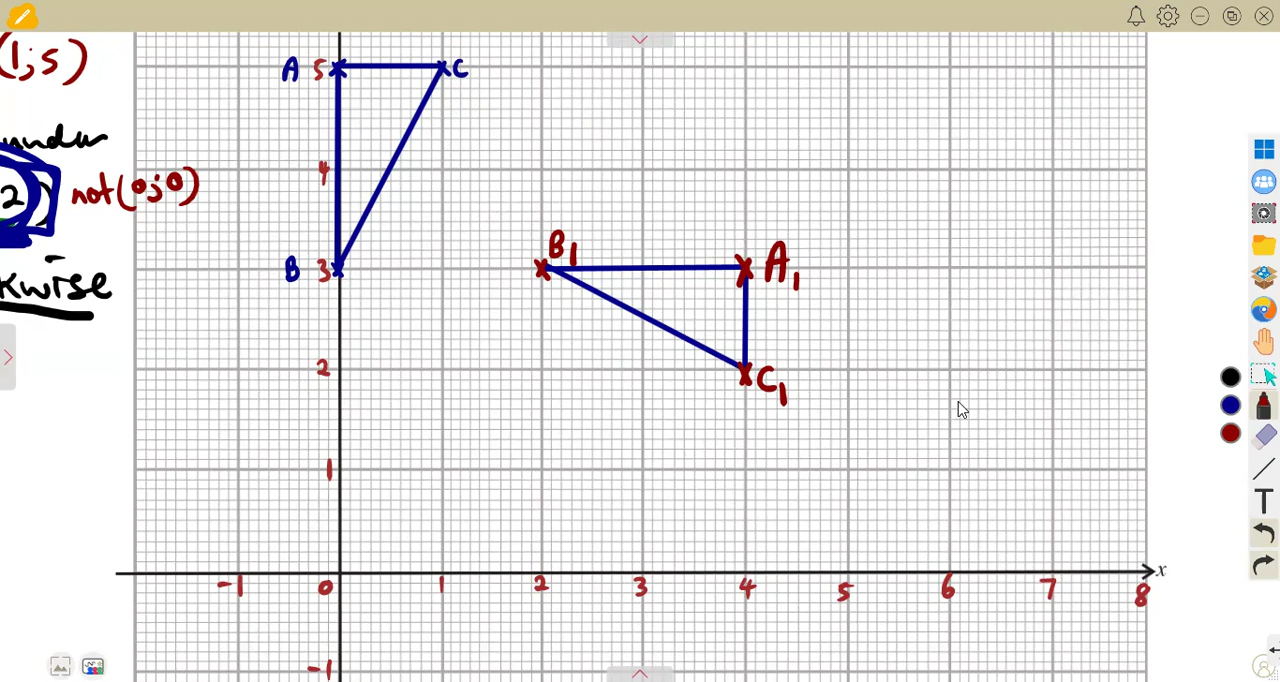 (1;5)
A 5 C
4
2) not(0;0)
B 3 B1 A1
kwise
2 C1
1
-1 0 1 2 3 4 5 6 7 8 x
-1
T